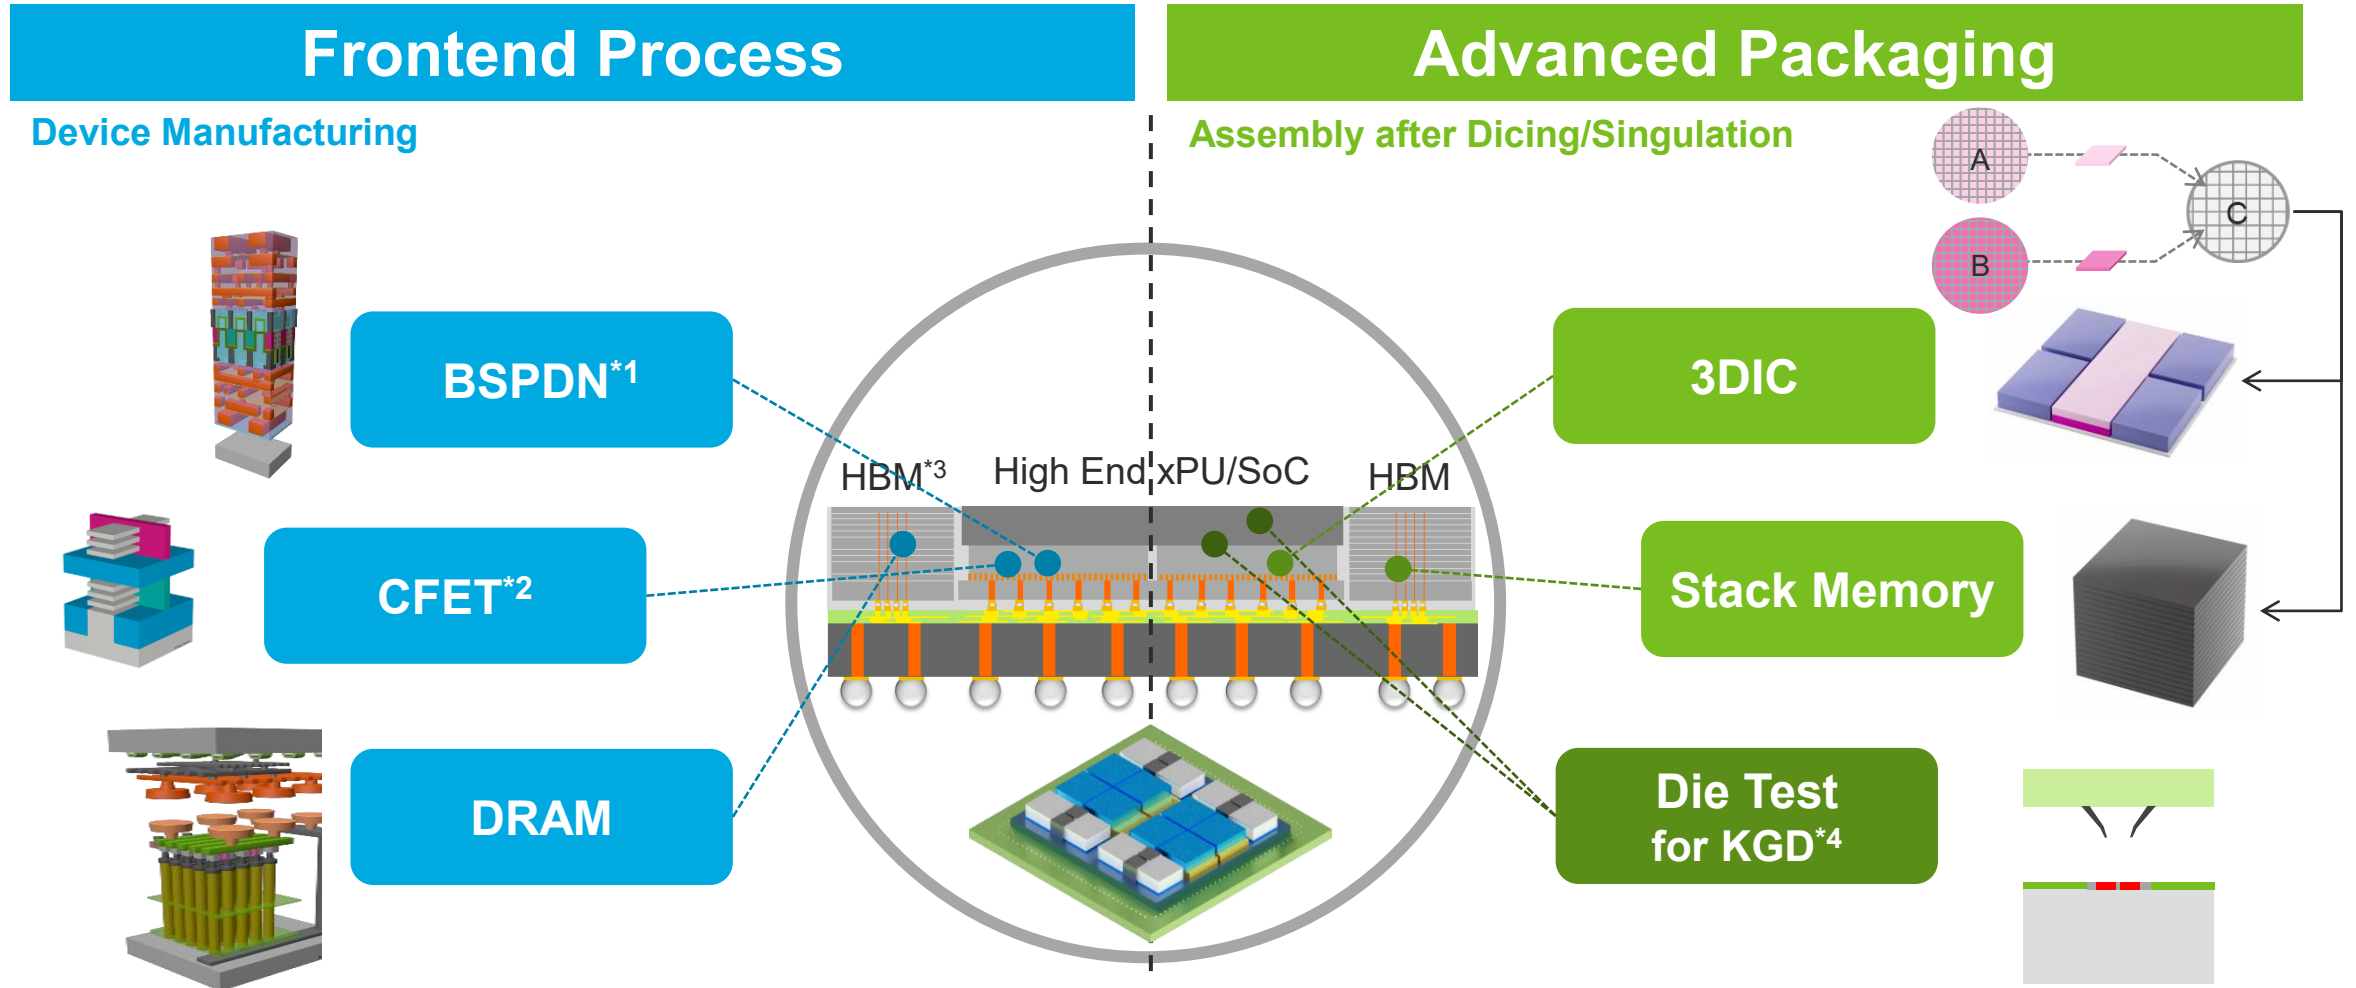 Frontend Process
Advanced Packaging
Device Manufacturing
Assembly after Dicing/Singulation
A
B
C
BSPDN*1
3DIC
HBM*3
High End xPU/SoC
HBM
CFET*2
Stack Memory
DRAM
Die Test
for KGD*4